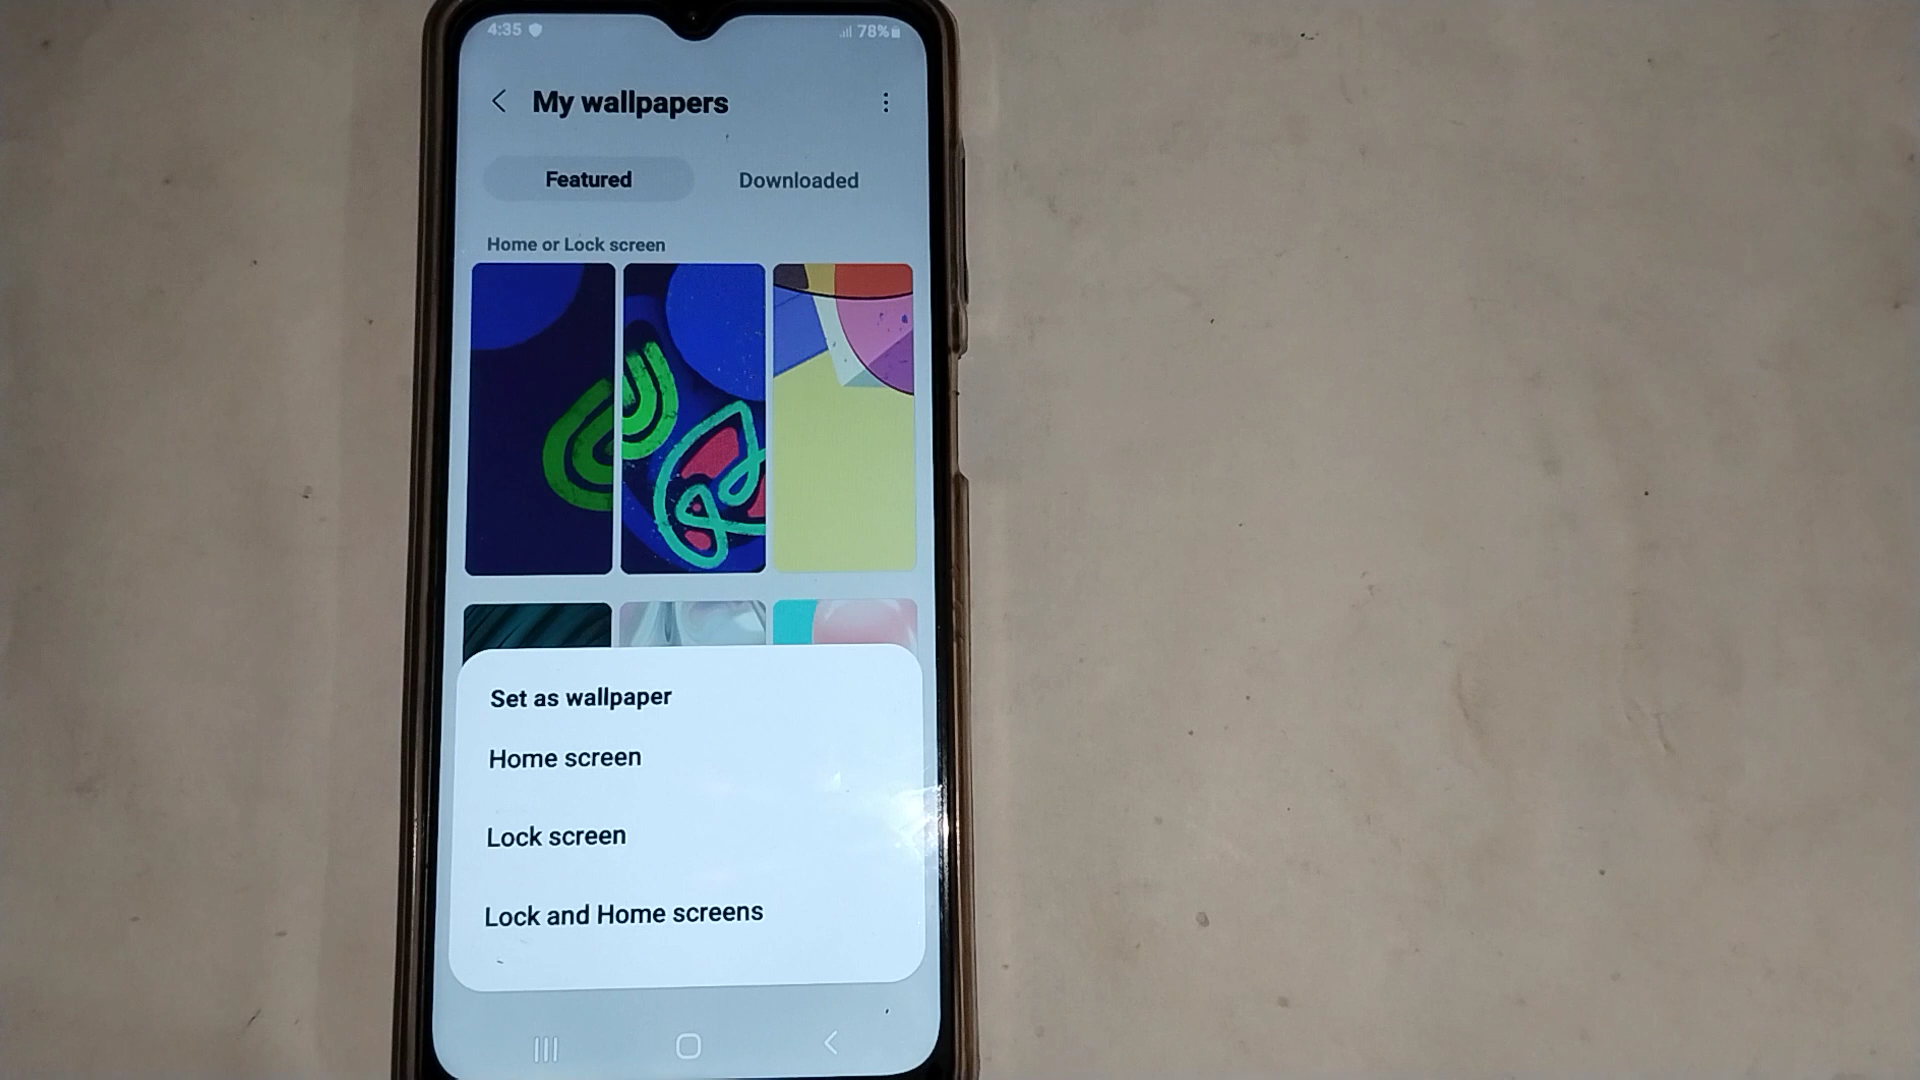 4:35 78%
My wallpapers
Featured Downloaded
Home or Lock screen
Set as wallpaper
Home screen
Lock screen
Lock and Home screens